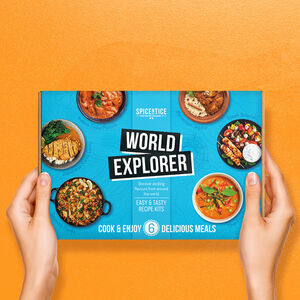 SPICENTICE
WORLD
EXPLORER
Discover exciting
flavours from around
the world
EASY & TASTY
RECIPE KITS
COOK & ENJOY 6 DELICIOUS MEALS